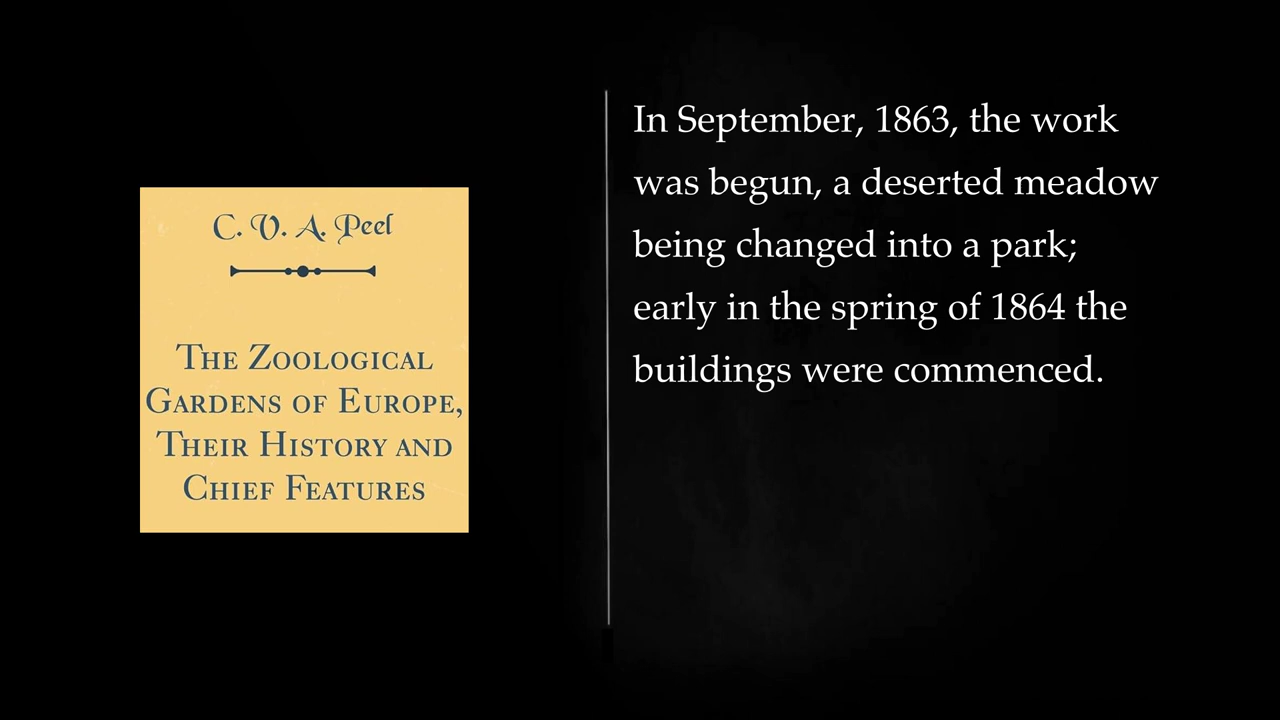 C. V. A. Peel
The Zoological
Gardens of Europe,
Their History and
Chief Features
In September, 1863, the work
was begun, a deserted meadow
being changed into a park;
early in the spring of 1864 the
buildings were commenced.